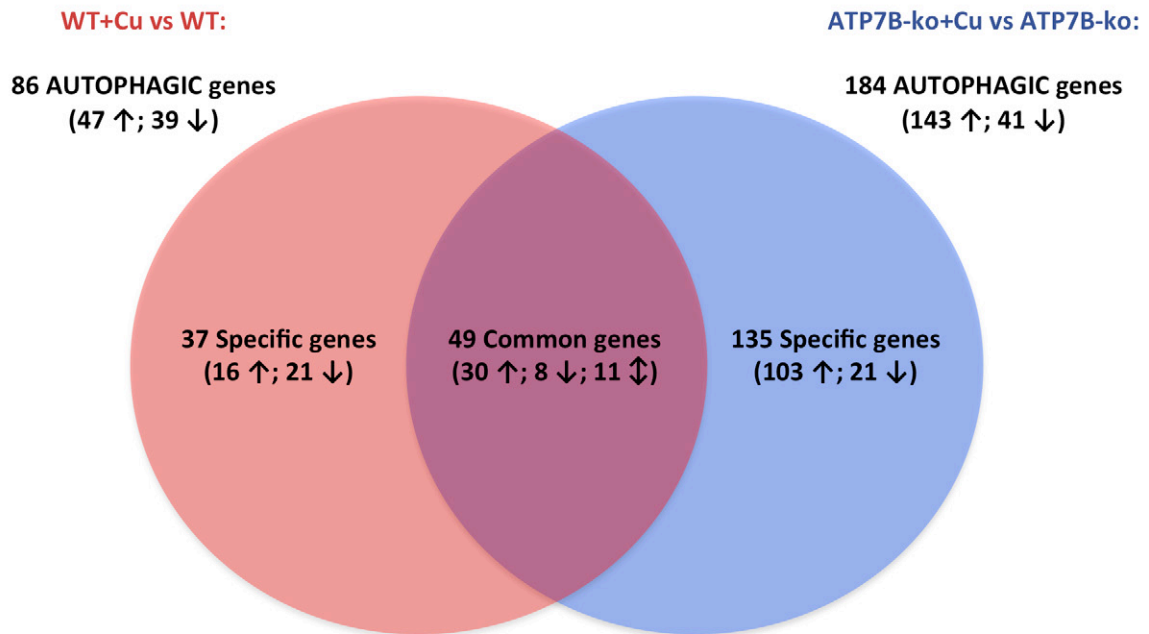 WT+Cu vs WT:
ATP7B-ko+Cu vs ATP7B-ko:
86 AUTOPHAGIC genes
(47 ↑; 39 ↓)
184 AUTOPHAGIC genes
(143 ↑; 41 ↓)
37 Specific genes
(16 ↑; 21 ↓)
49 Common genes
(30 ↑; 8 ↓; 11 ↕)
135 Specific genes
(103 ↑; 21 ↓)